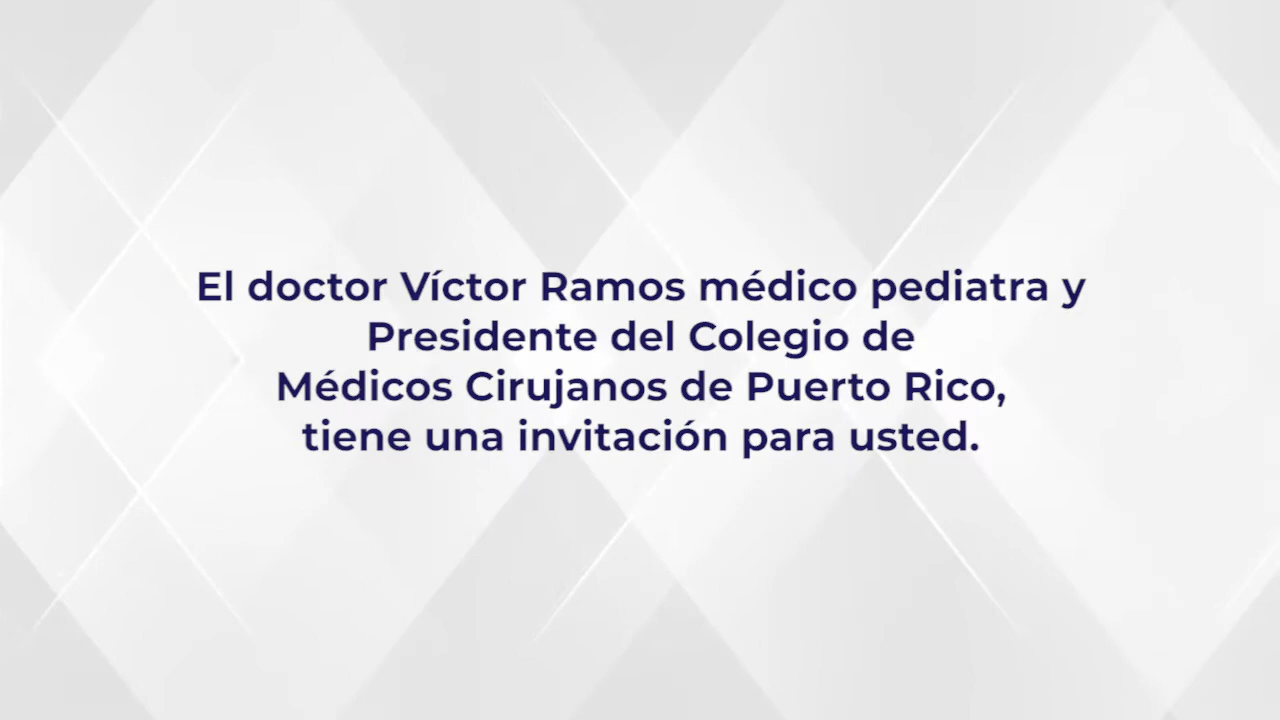 El doctor Víctor Ramos médico pediatra y
Presidente del Colegio de
Médicos Cirujanos de Puerto Rico,
tiene una invitación para usted.